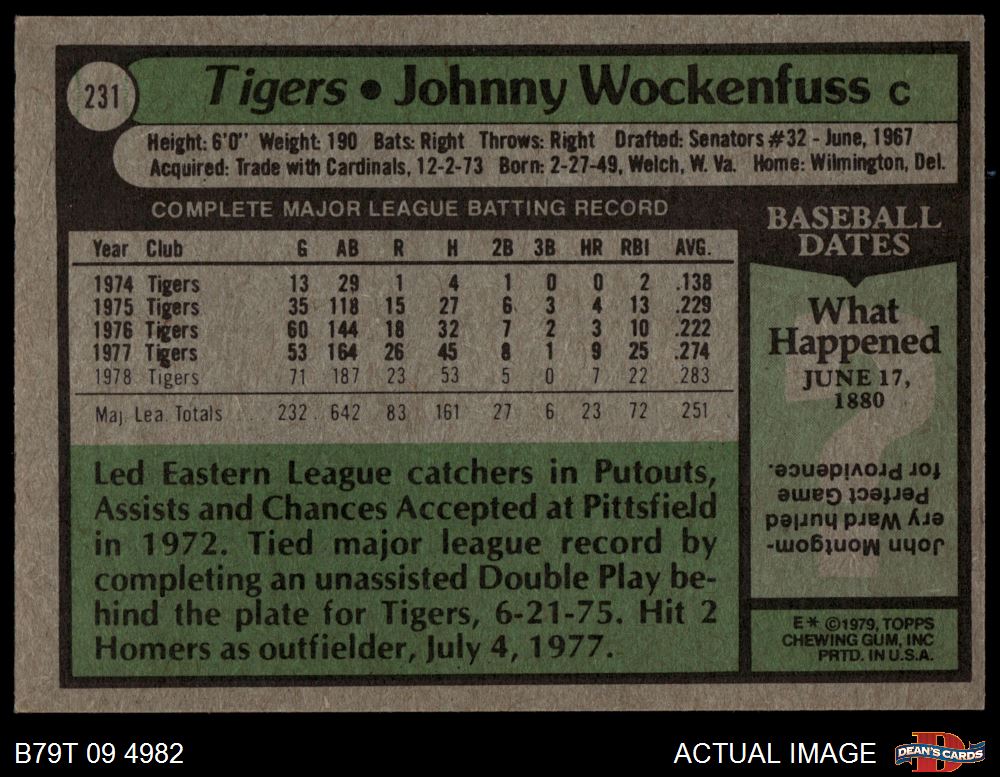 231
Tigers • Johnny Wockenfuss C
Height: 6'0" Weight: 190 Bats: Right Throws: Right Drafted: Senators #32 - June, 1967
Acquired: Trade with Cardinals, 12-2-73 Born: 2-27-49, Welch, W. Va. Home: Wilmington, Del.
COMPLETE MAJOR LEAGUE BATTING RECORD
Year Club G AB R H 2B 3B HR RBI AVG.
1974 Tigers 13 29 1 4 1 0 0 2 .138
1975 Tigers 35 118 15 27 6 3 4 13 .229
1976 Tigers 60 144 18 32 7 2 3 10 .222
1977 Tigers 53 164 26 45 8 1 9 25 .274
1978 Tigers 71 187 23 53 5 0 7 22 .283
Maj. Lea. Totals 232 642 83 161 27 6 23 72 .251
Led Eastern League catchers in Putouts,
Assists and Chances Accepted at Pittsfield
in 1972. Tied major league record by
completing an unassisted Double Play be-
hind the plate for Tigers, 6-21-75. Hit 2
Homers as outfielder, July 4, 1977.
BASEBALL
DATES
What
Happened
JUNE 17,
1880
John Montgom-
ery Ward hurled
Perfect Game
for Providence.
E* ©1979, TOPPS
CHEWING GUM, INC
PRTD. IN U.S.A.
B79T 09 4982
ACTUAL IMAGE
D
DEAN'S CARDS